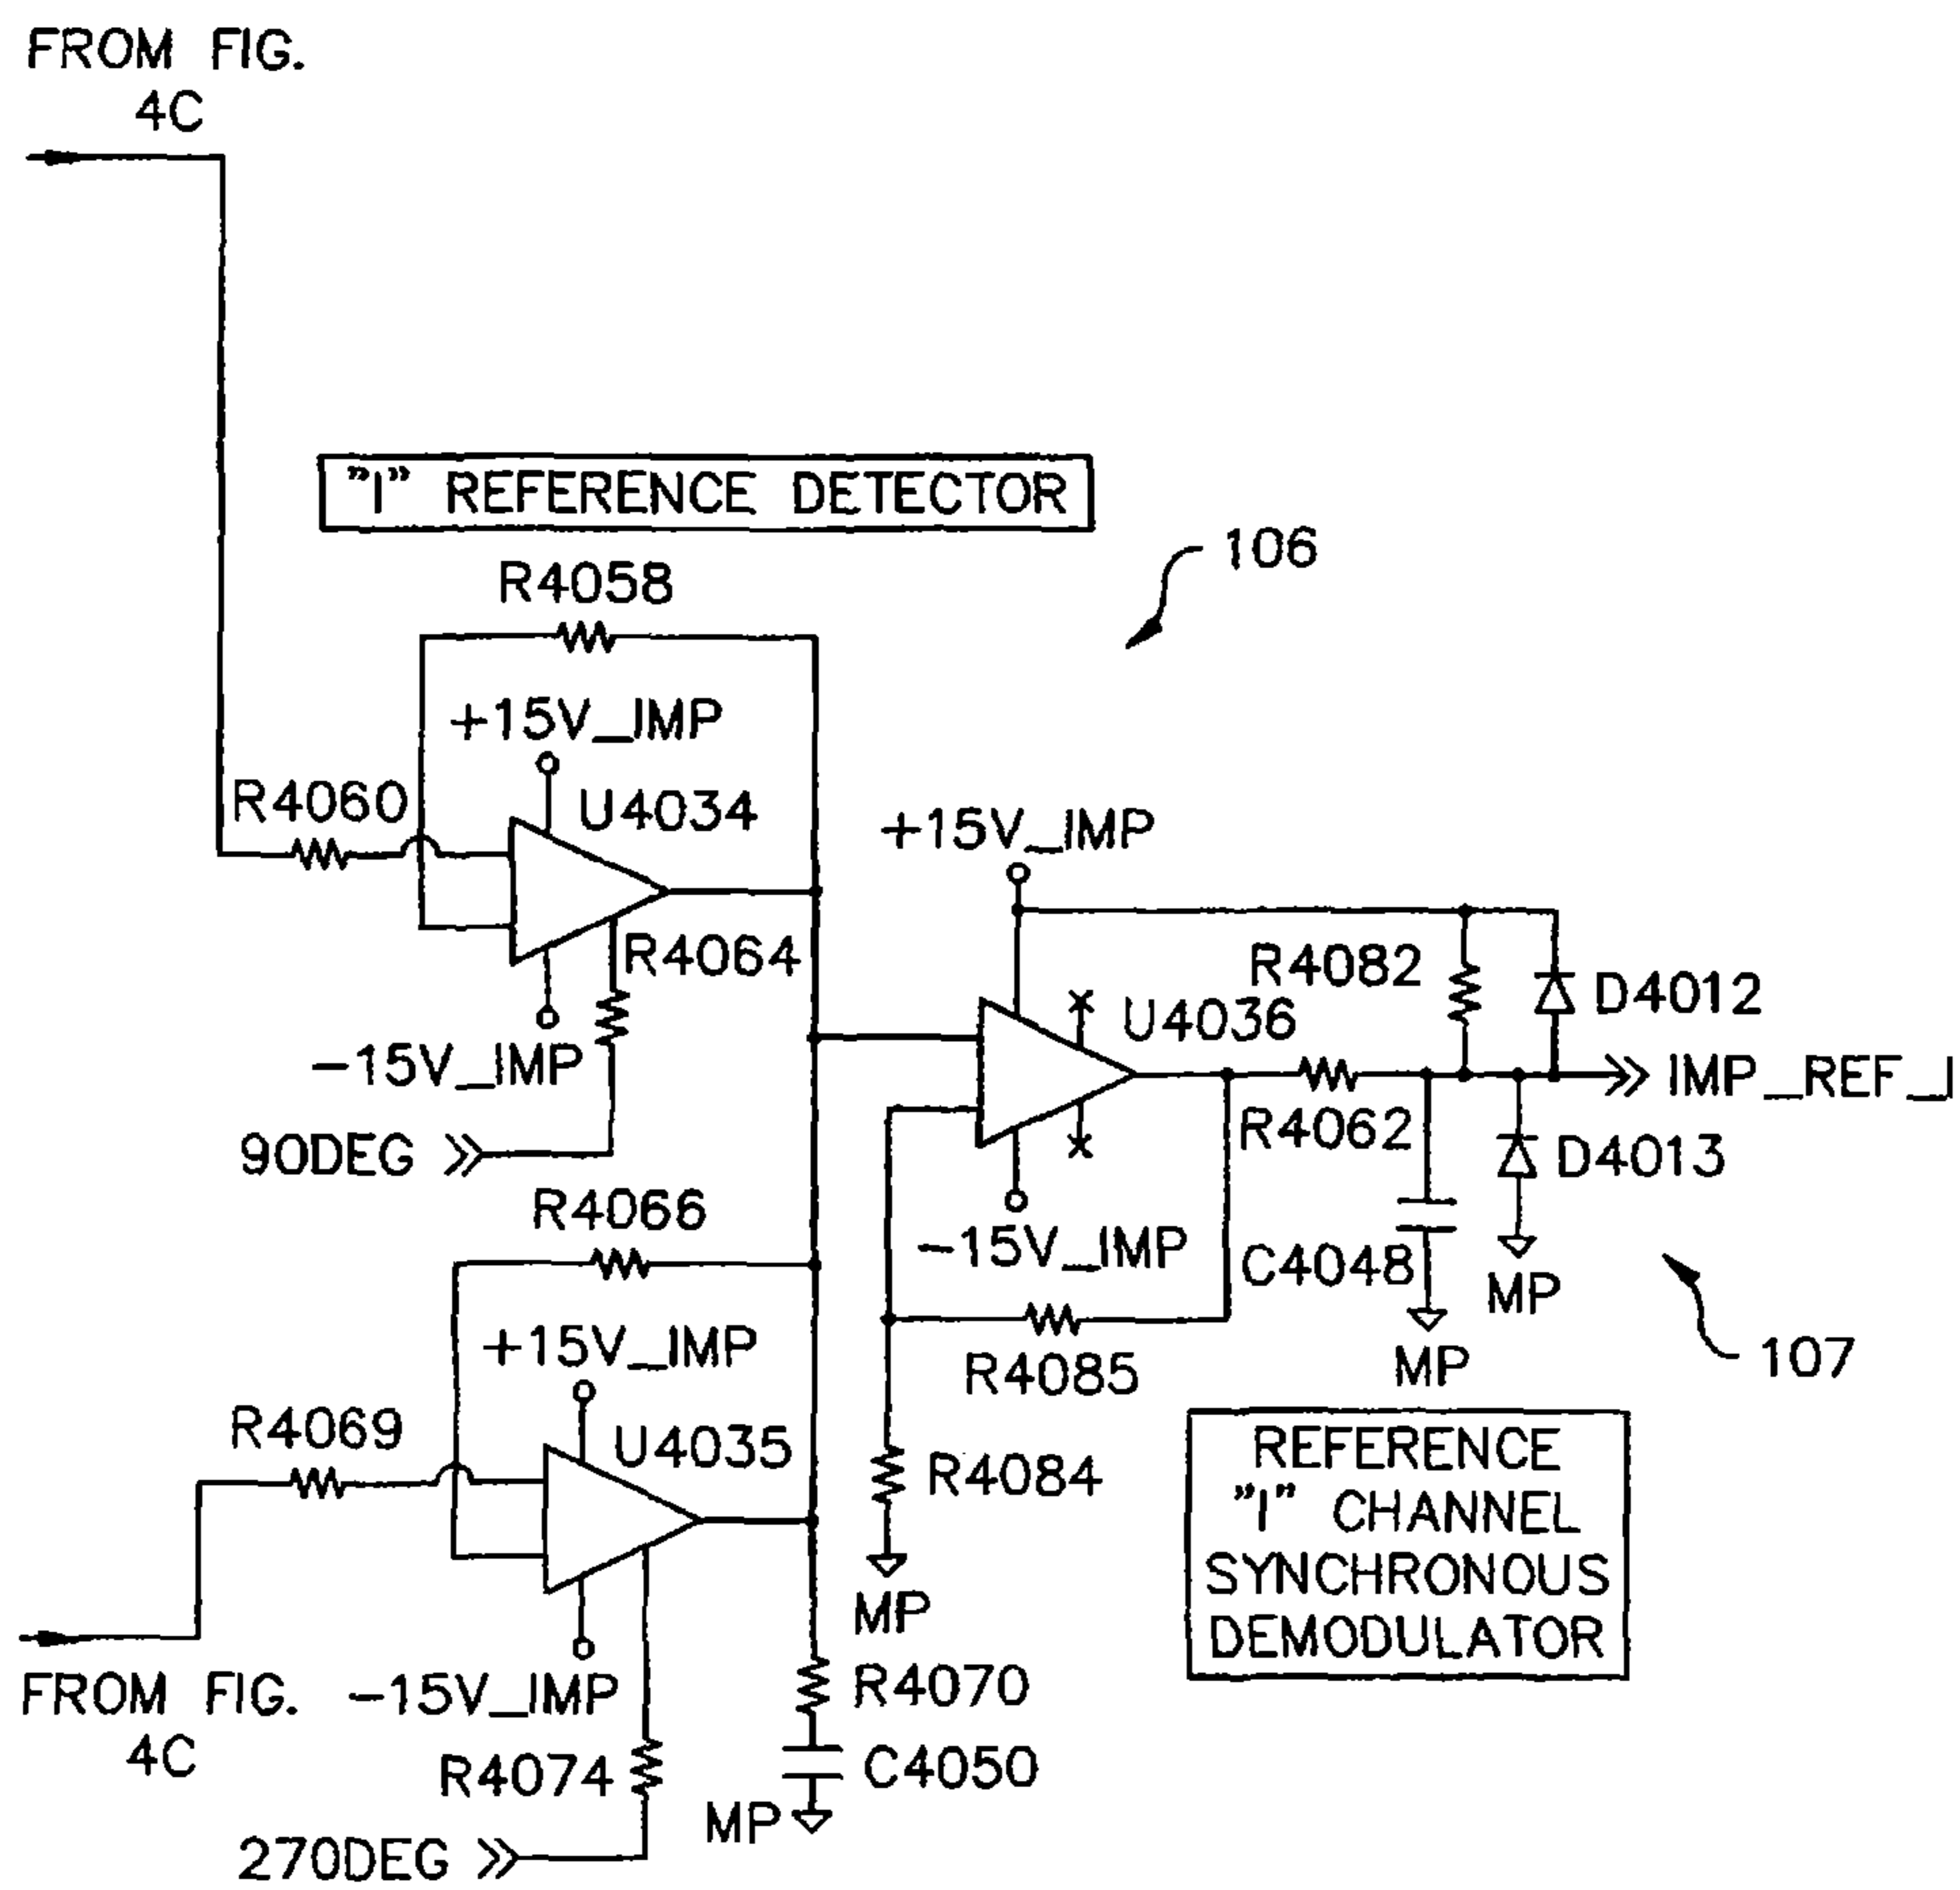 FROM FIG.
4C
"I" REFERENCE DETECTOR
106
R4058
+15V_IMP
R4060
U4034
+15V_IMP
R4064
R4082
D4012
U4036
-15V_IMP
IMP_REF_I
90DEG
R4062
D4013
R4066
-15V_IMP
C4048
MP
+15V_IMP
MP
107
R4085
R4069
U4035
R4084
REFERENCE
"I" CHANNEL
SYNCHRONOUS
DEMODULATOR
MP
FROM FIG.
4C
-15V_IMP
R4070
R4074
C4050
MP
270DEG